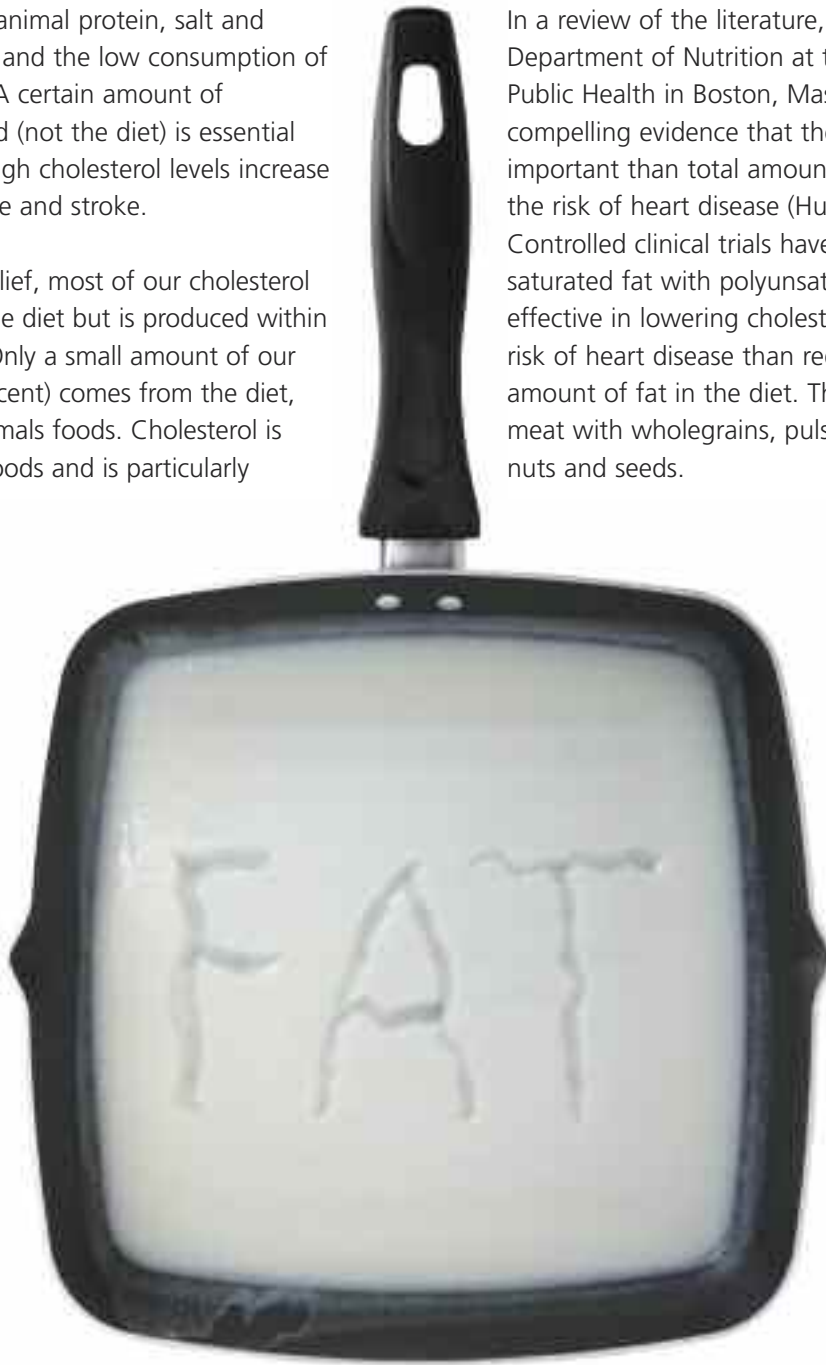 animal protein, salt and
and the low consumption of
A certain amount of
(not the diet) is essential
gh cholesterol levels increase
e and stroke.
lief, most of our cholesterol
e diet but is produced within
Only a small amount of our
cent) comes from the diet,
mals foods. Cholesterol is
oods and is particularly
In a review of the literature,
Department of Nutrition at t
Public Health in Boston, Mas
compelling evidence that the
important than total amoun
the risk of heart disease (Hu
Controlled clinical trials have
saturated fat with polyunsat
effective in lowering cholest
risk of heart disease than red
amount of fat in the diet. Th
meat with wholegrains, puls
nuts and seeds.
FAT